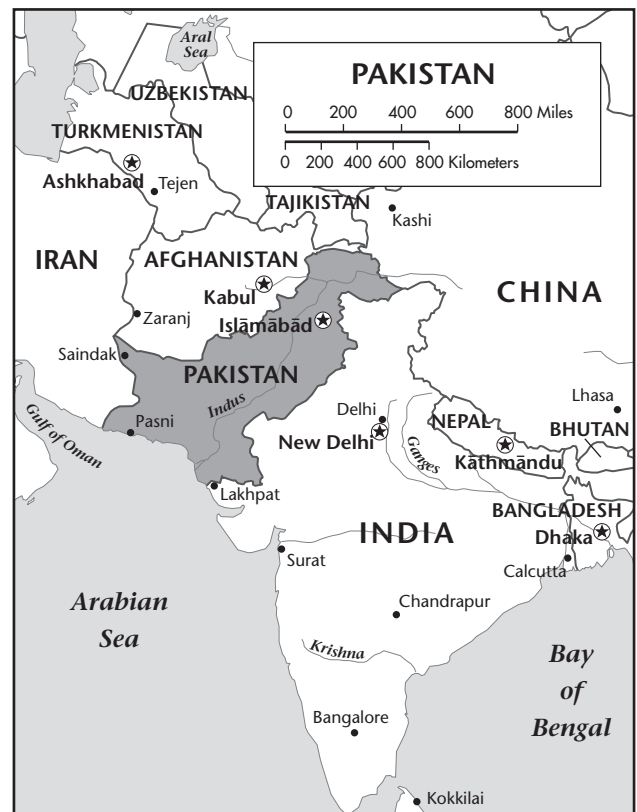 Aral
Sea
PAKISTAN
0 200 400 600 800 Miles
0 200 400 600 800 Kilometers
UZBEKISTAN
TURKMENISTAN
Ashkhabad
Tejen
TAJIKISTAN
Kashi
IRAN
AFGHANISTAN
CHINA
Kabul
Zaranj
Islāmābād
Saindak
PAKISTAN
Indus
Gulf of Oman
Pasni
Delhi
New Delhi
Ganges
NEPAL
Kāthmāndu
Lhasa
BHUTAN
Lakhpat
BANGLADESH
Dhaka
INDIA
Surat
Calcutta
Arabian
Sea
Chandrapur
Krishna
Bay
of
Bengal
Bangalore
Kokkilai